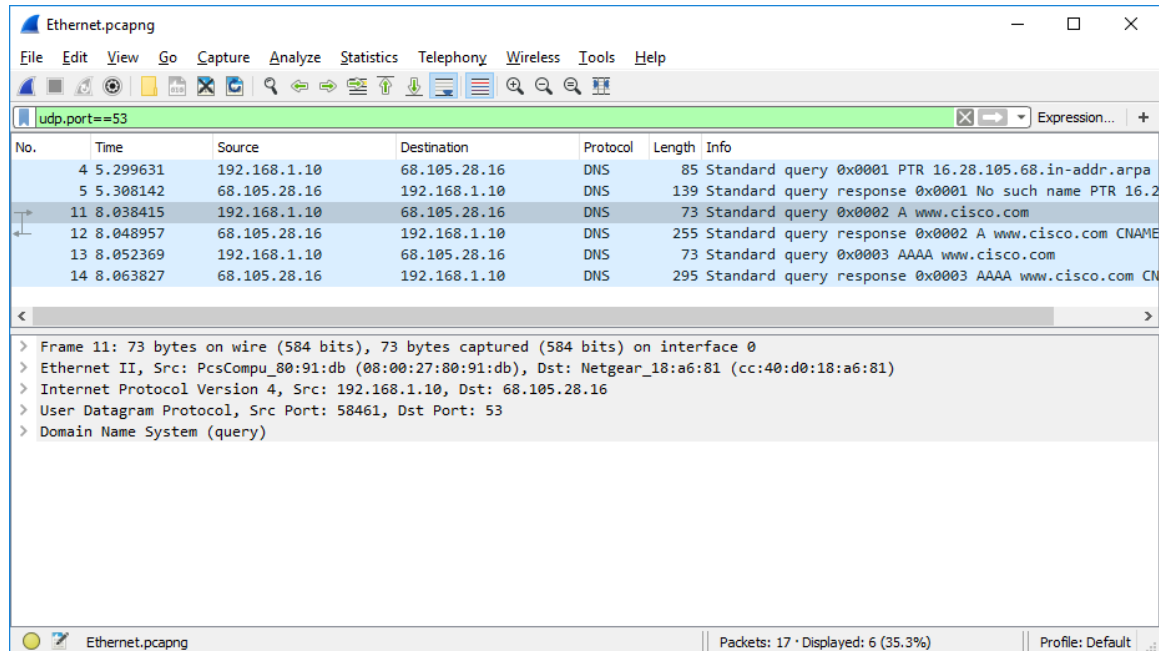 Ethernet.pcapng
File Edit View Go Capture Analyze Statistics Telephony Wireless Tools Help
udp.port==53 Expression... +
No. Time Source Destination Protocol Length Info
4 5.299631 192.168.1.10 68.105.28.16 DNS 85 Standard query 0x0001 PTR 16.28.105.68.in-addr.arpa
5 5.308142 68.105.28.16 192.168.1.10 DNS 139 Standard query response 0x0001 No such name PTR 16.2
11 8.038415 192.168.1.10 68.105.28.16 DNS 73 Standard query 0x0002 A www.cisco.com
12 8.048957 68.105.28.16 192.168.1.10 DNS 255 Standard query response 0x0002 A www.cisco.com CNAME
13 8.052369 192.168.1.10 68.105.28.16 DNS 73 Standard query 0x0003 AAAA www.cisco.com
14 8.063827 68.105.28.16 192.168.1.10 DNS 295 Standard query response 0x0003 AAAA www.cisco.com CN
> Frame 11: 73 bytes on wire (584 bits), 73 bytes captured (584 bits) on interface 0
> Ethernet II, Src: PcsCompu_80:91:db (08:00:27:80:91:db), Dst: Netgear_18:a6:81 (cc:40:d0:18:a6:81)
> Internet Protocol Version 4, Src: 192.168.1.10, Dst: 68.105.28.16
> User Datagram Protocol, Src Port: 58461, Dst Port: 53
> Domain Name System (query)
Ethernet.pcapng Packets: 17 · Displayed: 6 (35.3%) Profile: Default